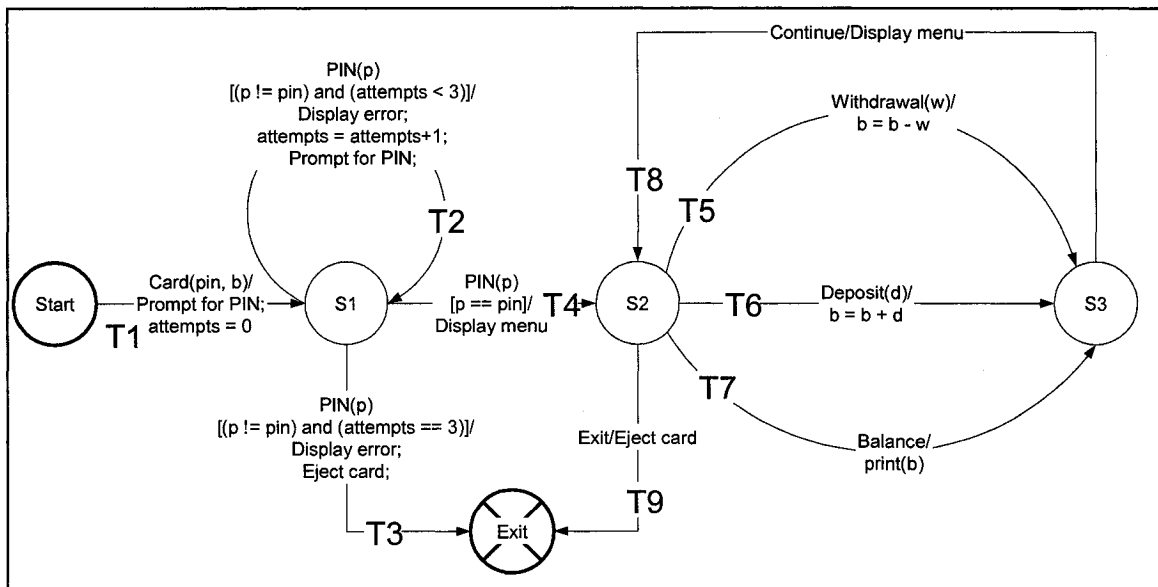 Continue/Display menu
PIN(p)
[(p != pin) and (attempts < 3)]/
Display error;
attempts = attempts+1;
Prompt for PIN;
Withdrawal(w)/
b = b - w
T8
T5
T2
Card(pin, b)/
Prompt for PIN;
attempts = 0
Start
T1
S1
PIN(p)
[p == pin]/
Display menu
T4
S2
T6
Deposit(d)/
b = b + d
S3
T7
PIN(p)
[(p != pin) and (attempts == 3)]/
Display error;
Eject card;
Exit/Eject card
Balance/
print(b)
T9
T3
Exit